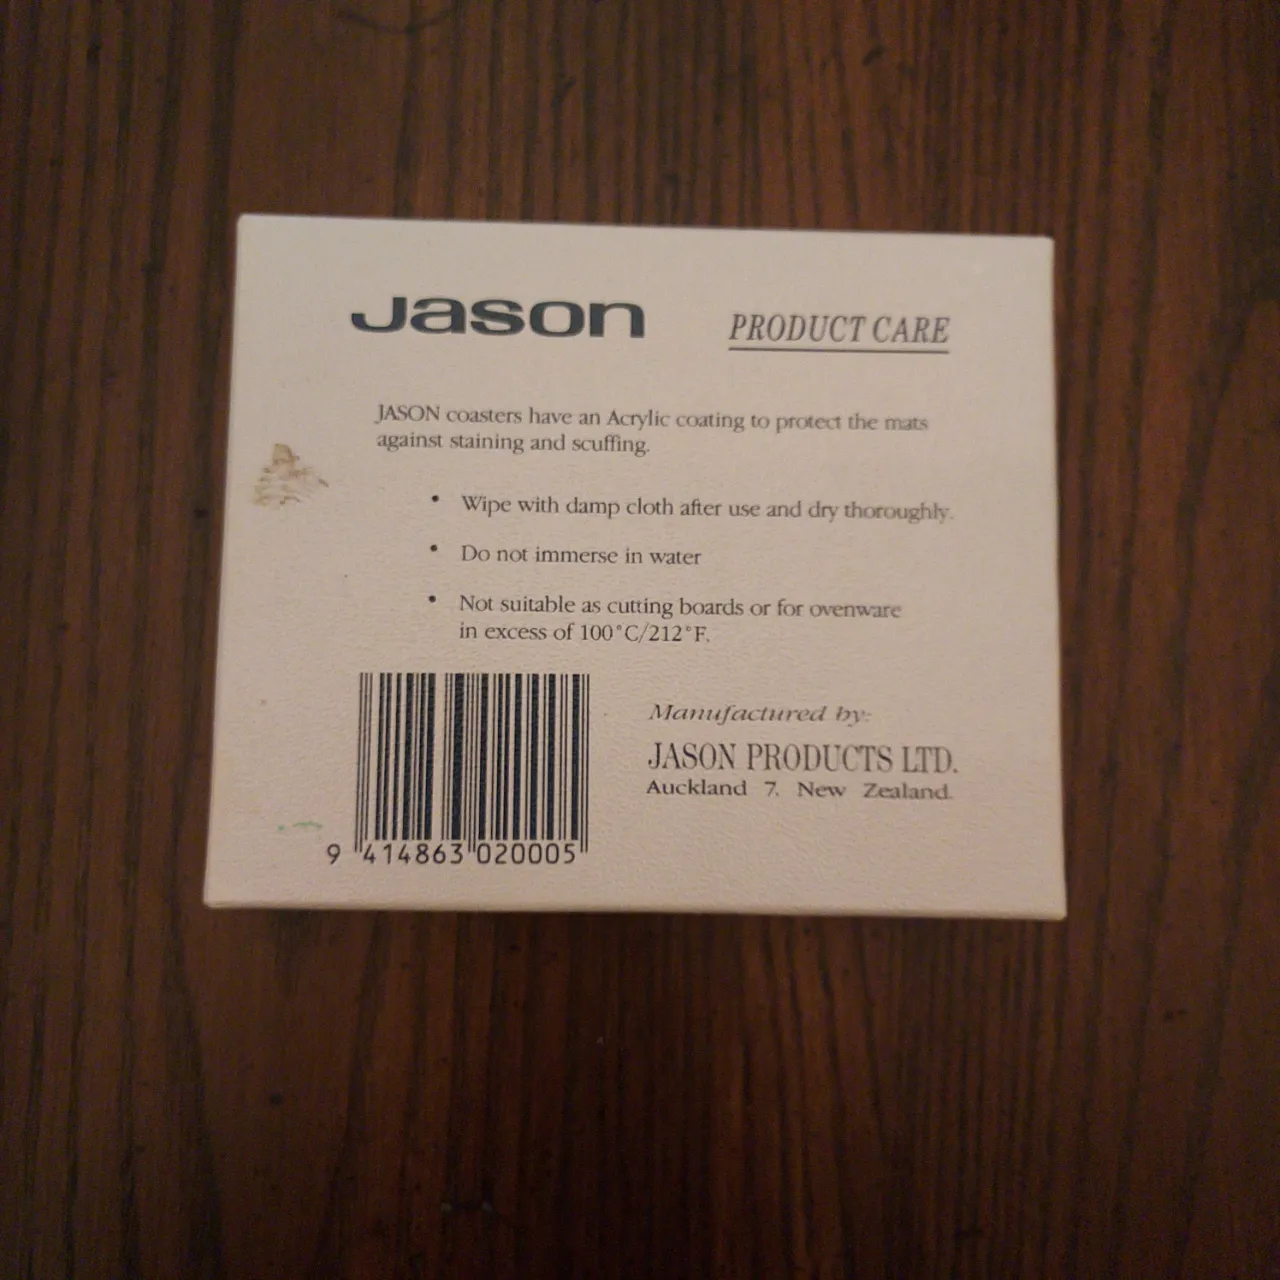 Jason
PRODUCT CARE
JASON coasters have an Acrylic coating to protect the mats
against staining and scuffing.
• Wipe with damp cloth after use and dry thoroughly.
• Do not immerse in water
• Not suitable as cutting boards or for ovenware
in excess of 100°C/212°F.
9 414863 020005
Manufactured by:
JASON PRODUCTS LTD.
Auckland 7. New Zealand.